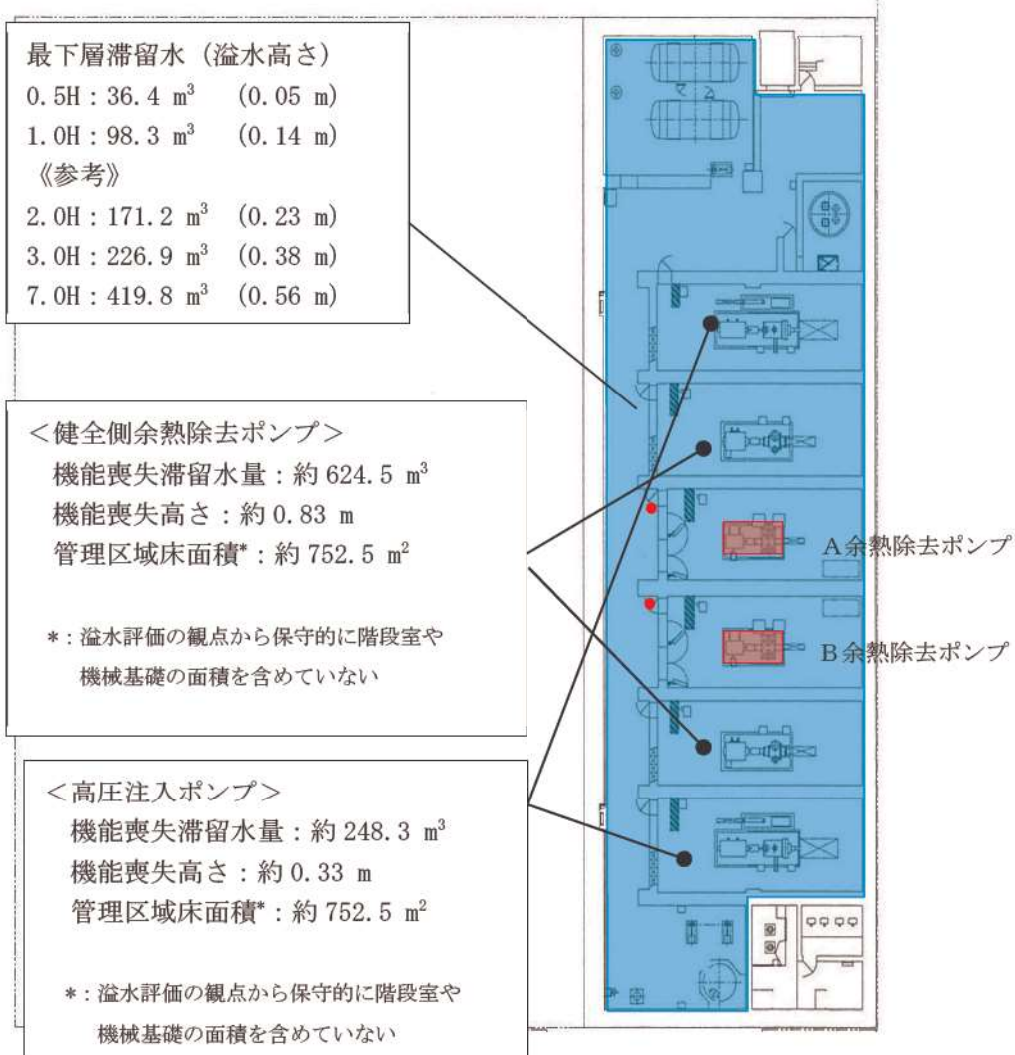 最下層滞留水（溢水高さ）
0.5H：36.4 m³ （0.05 m）
1.0H：98.3 m³ （0.14 m）
《参考》
2.0H：171.2 m³ （0.23 m）
3.0H：226.9 m³ （0.38 m）
7.0H：419.8 m³ （0.56 m）
＜健全側余熱除去ポンプ＞
機能喪失滞留水量：約 624.5 m³
機能喪失高さ：約 0.83 m
管理区域床面積*：約 752.5 m²
*：溢水評価の観点から保守的に階段室や
機械基礎の面積を含めていない
A余熱除去ポンプ
B余熱除去ポンプ
＜高圧注入ポンプ＞
機能喪失滞留水量：約 248.3 m³
機能喪失高さ：約 0.33 m
管理区域床面積*：約 752.5 m²
*：溢水評価の観点から保守的に階段室や
機械基礎の面積を含めていない